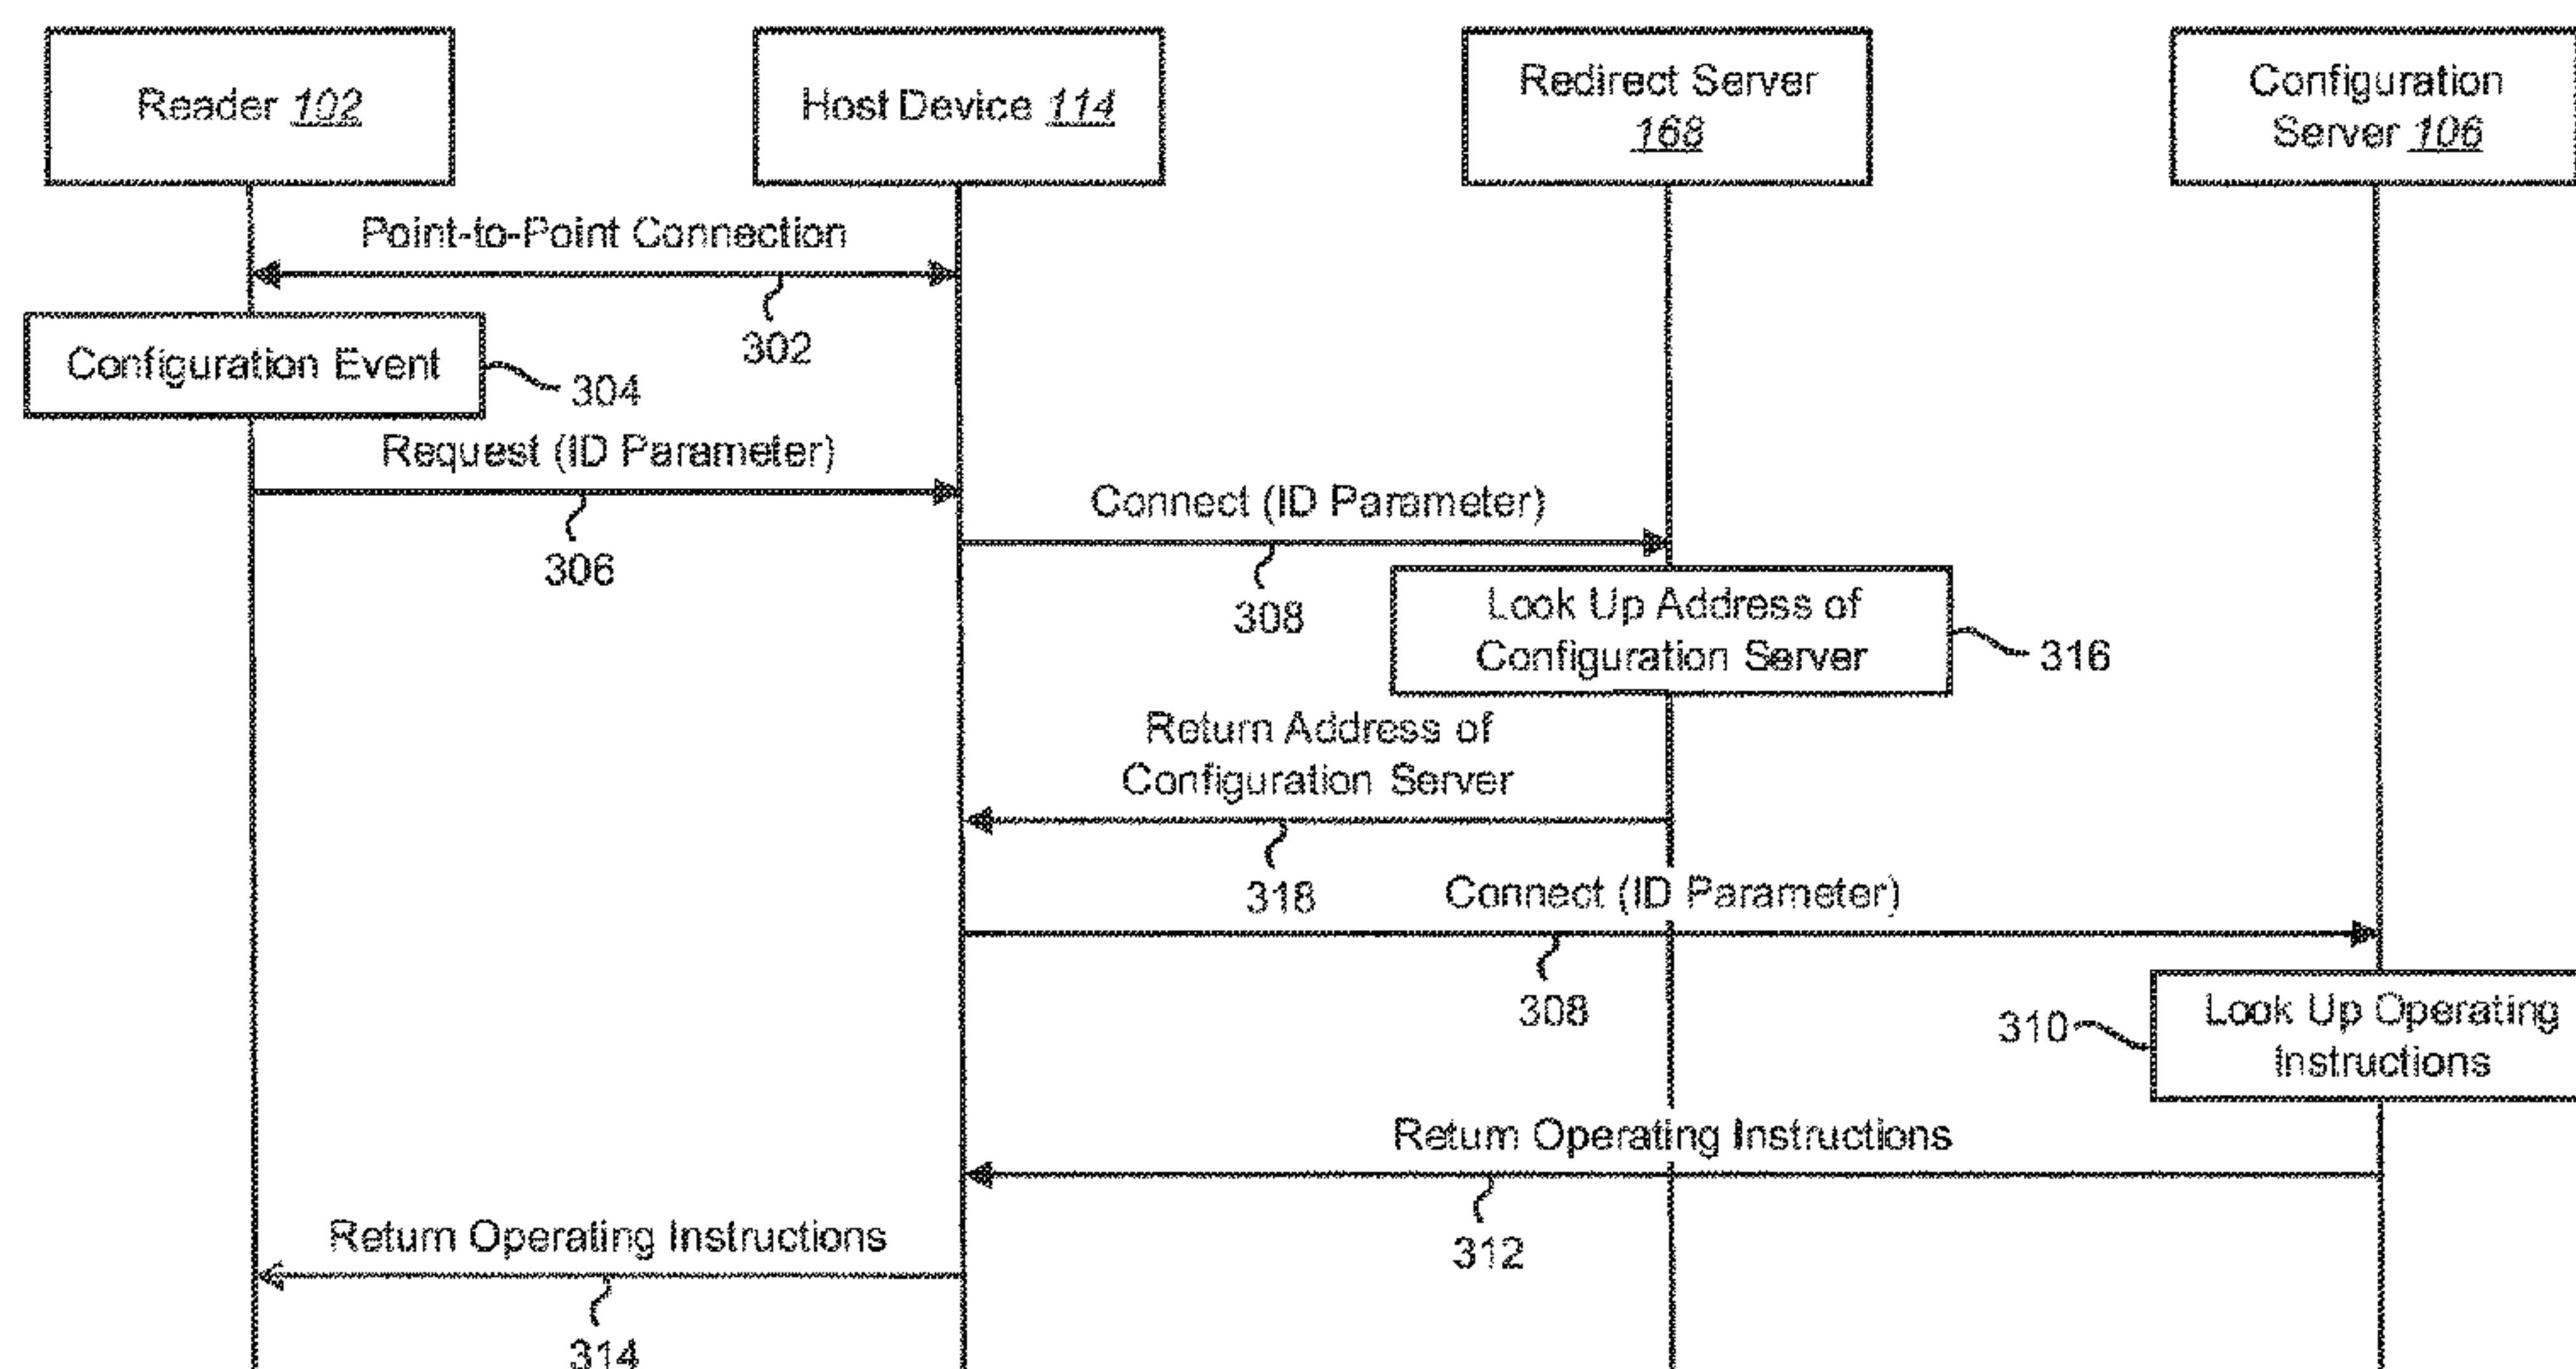 Reader 102
Host Device 114
Redirect Server
168
Configuration
Server 106
Point-to-Point Connection
302
Configuration Event
304
Request (ID Parameter)
306
Connect (ID Parameter)
308
Look Up Address of
Configuration Server
316
Return Address of
Configuration Server
318
Connect (ID Parameter)
308
Look Up Operating
Instructions
310
Return Operating Instructions
312
Return Operating Instructions
314